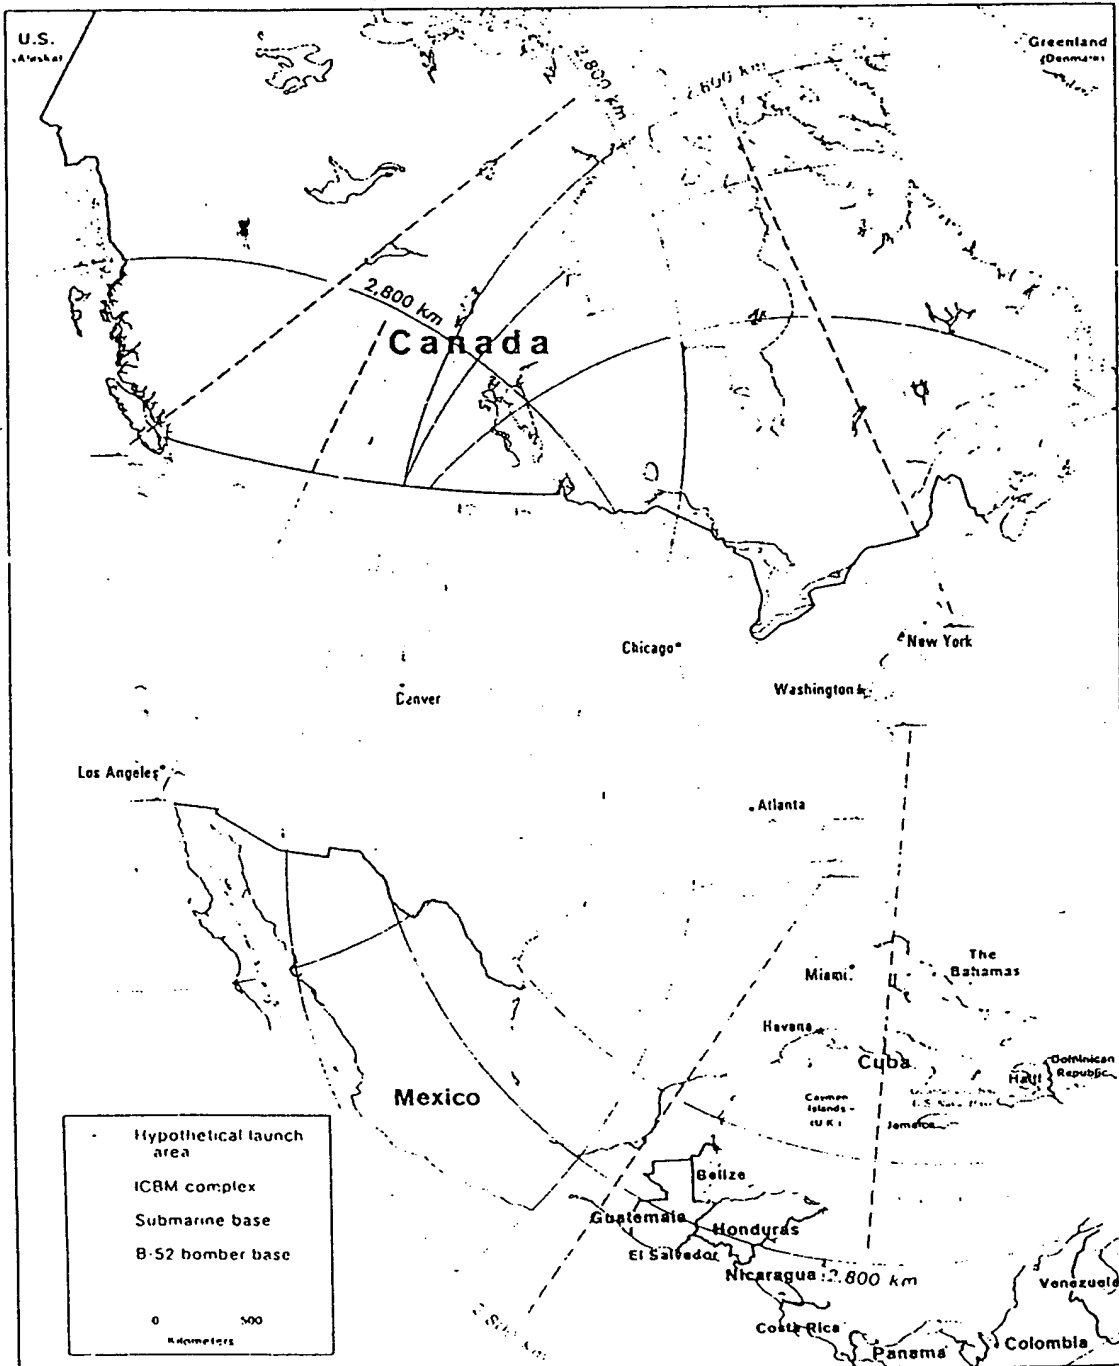 U.S.
(Alaska)
Greenland
(Denmark)
2,800 km
2,800 km
2,800 km
Canada
Chicago
New York
Denver
Washington
Los Angeles
Atlanta
Miami
The
Bahamas
Havana
Cuba
Haiti
Dominican
Republic
Cayman
Islands
(U.K.)
Jamaica
Mexico
Belize
Guatemala
Honduras
El Salvador
Nicaragua
2,800 km
2,800 km
Costa Rica
Panama
Colombia
Venezuela
Hypothetical launch
area
ICBM complex
Submarine base
B-52 bomber base
0 500
Kilometers